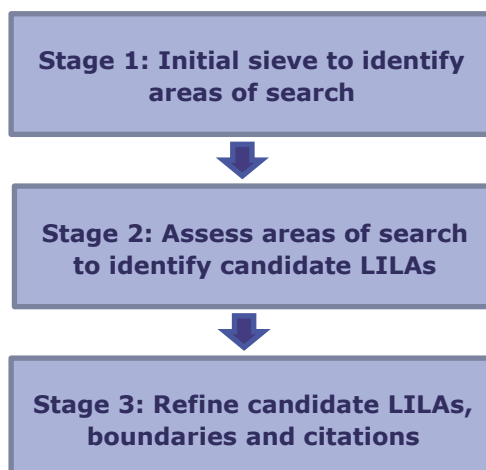 Stage 1: Initial sieve to identify
areas of search
Stage 2: Assess areas of search
to identify candidate LILAs
Stage 3: Refine candidate LILAs,
boundaries and citations